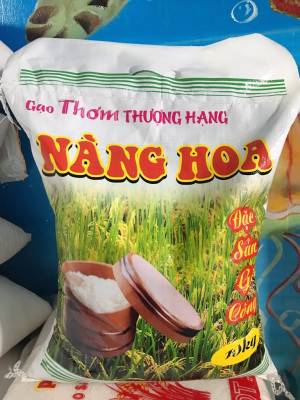 Gạo Thơm THƯỢNG HẠNG
NÀNG HOA
Đặc
Sản
Gò
Công
10kg